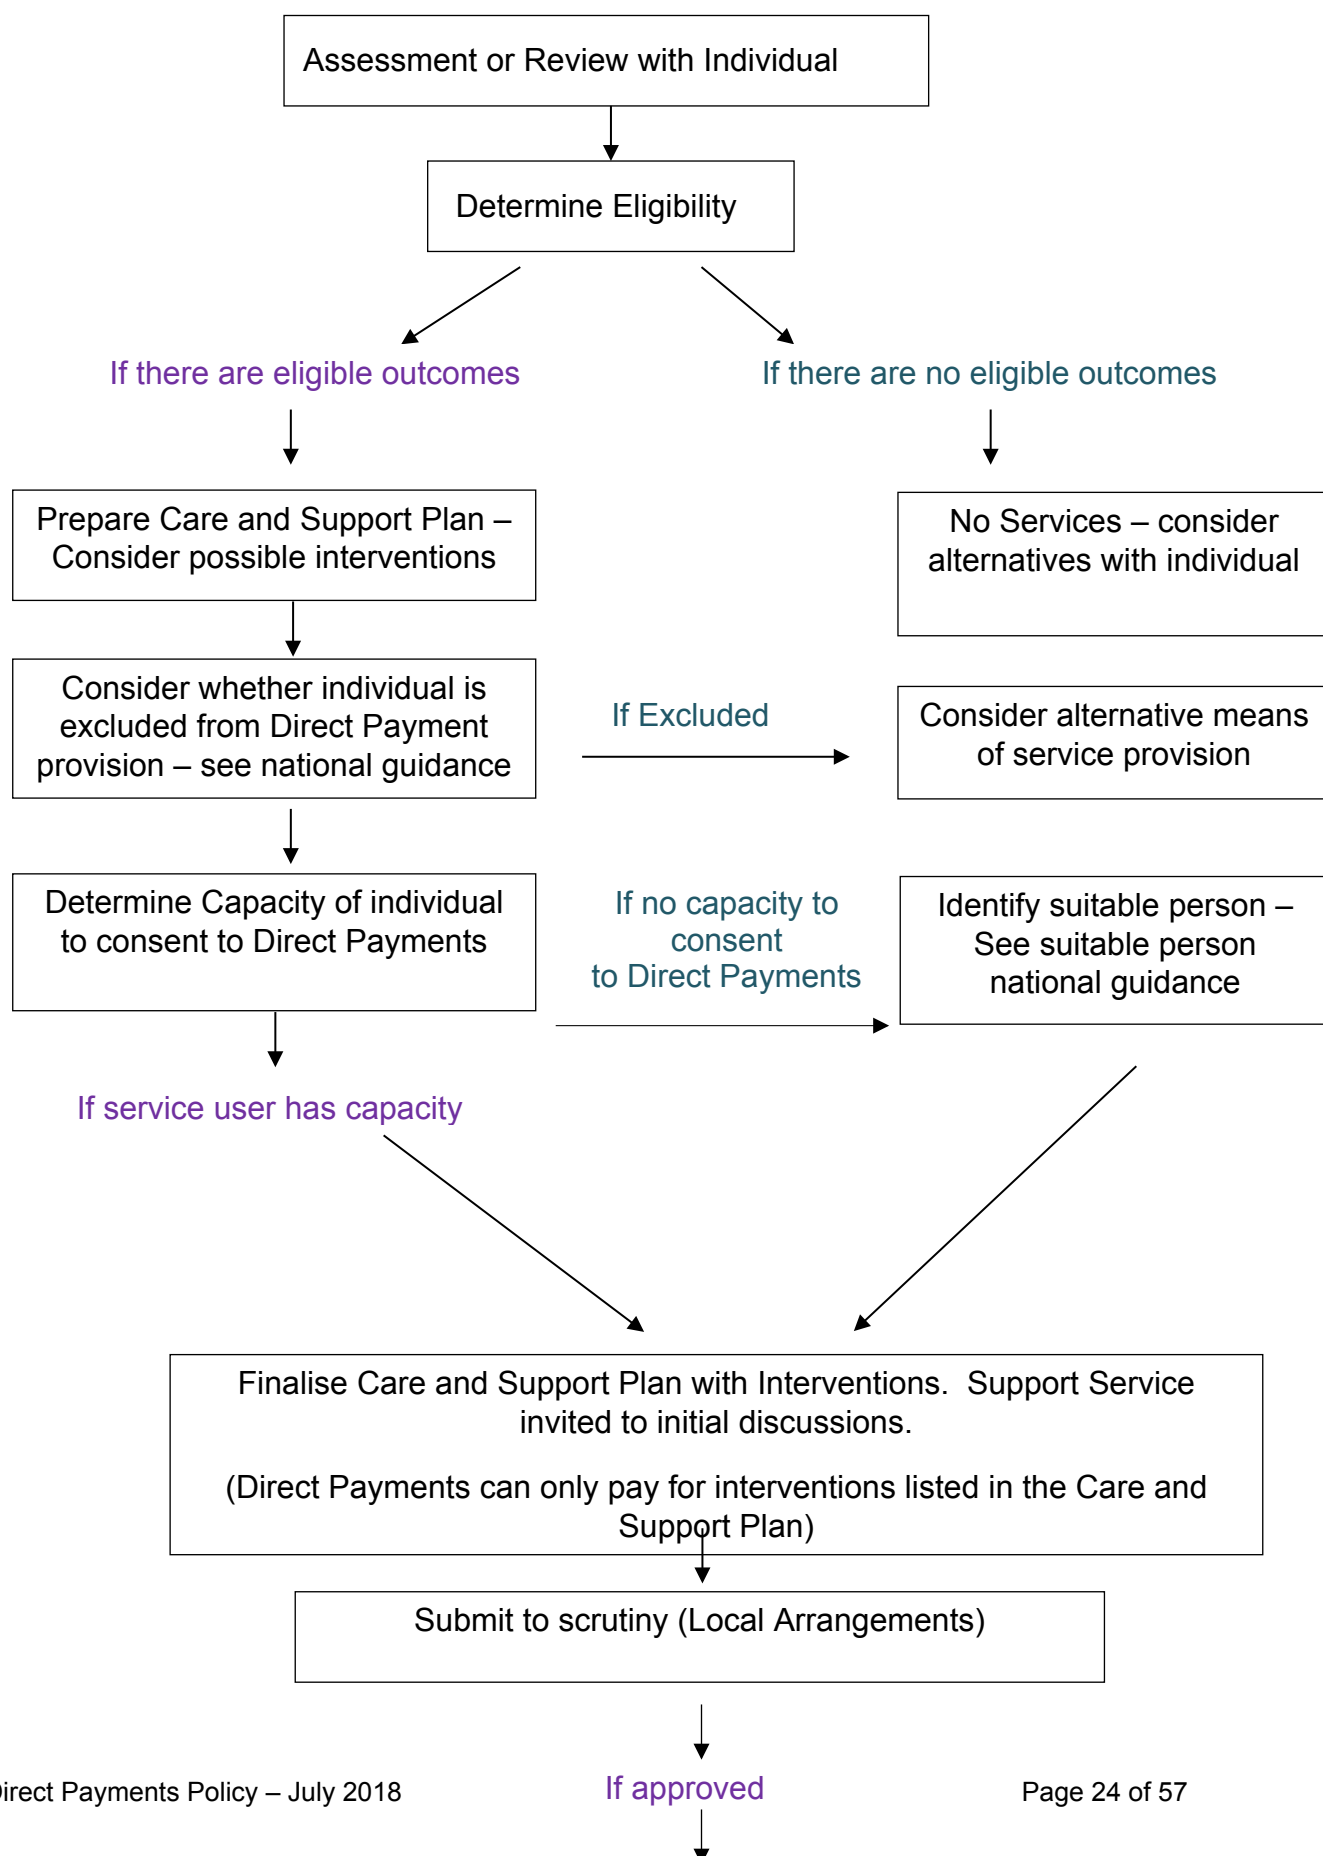 Assessment or Review with Individual
Determine Eligibility
If there are eligible outcomes
If there are no eligible outcomes
Prepare Care and Support Plan –
Consider possible interventions
No Services – consider
alternatives with individual
Consider whether individual is
excluded from Direct Payment
provision – see national guidance
If Excluded
Consider alternative means
of service provision
Determine Capacity of individual
to consent to Direct Payments
If no capacity to
consent
to Direct Payments
Identify suitable person –
See suitable person
national guidance
If service user has capacity
Finalise Care and Support Plan with Interventions.  Support Service
invited to initial discussions.
(Direct Payments can only pay for interventions listed in the Care and
Support Plan)
Submit to scrutiny (Local Arrangements)
If approved
irect Payments Policy – July 2018
Page 24 of 57